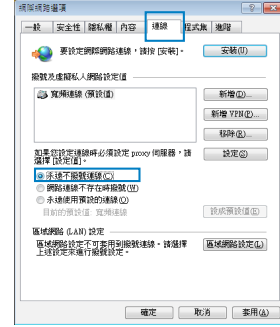 網際網路選項
一般 安全性 隱私權 內容 連線 程式集 進階
要設定網際網路連線，請按 [安裝]。
安裝(U)
撥號及虛擬私人網路設定值
寬頻連線 (預設值)
新增(D)...
新增 VPN(P)...
移除(R)...
如果您設定連線時必須設定 proxy 伺服器，請
選擇 [設定值]。
設定(S)
永遠不撥號連線(C)
網路連線不存在時撥號(W)
永遠使用預設的連線(O)
目前的預設值: 寬頻連線
設成預設值(E)
區域網路 (LAN) 設定
區域網路設定不可套用到撥號連線。請選擇
上述設定來進行撥號設定。
區域網路設定(L)
確定 取消 套用(A)